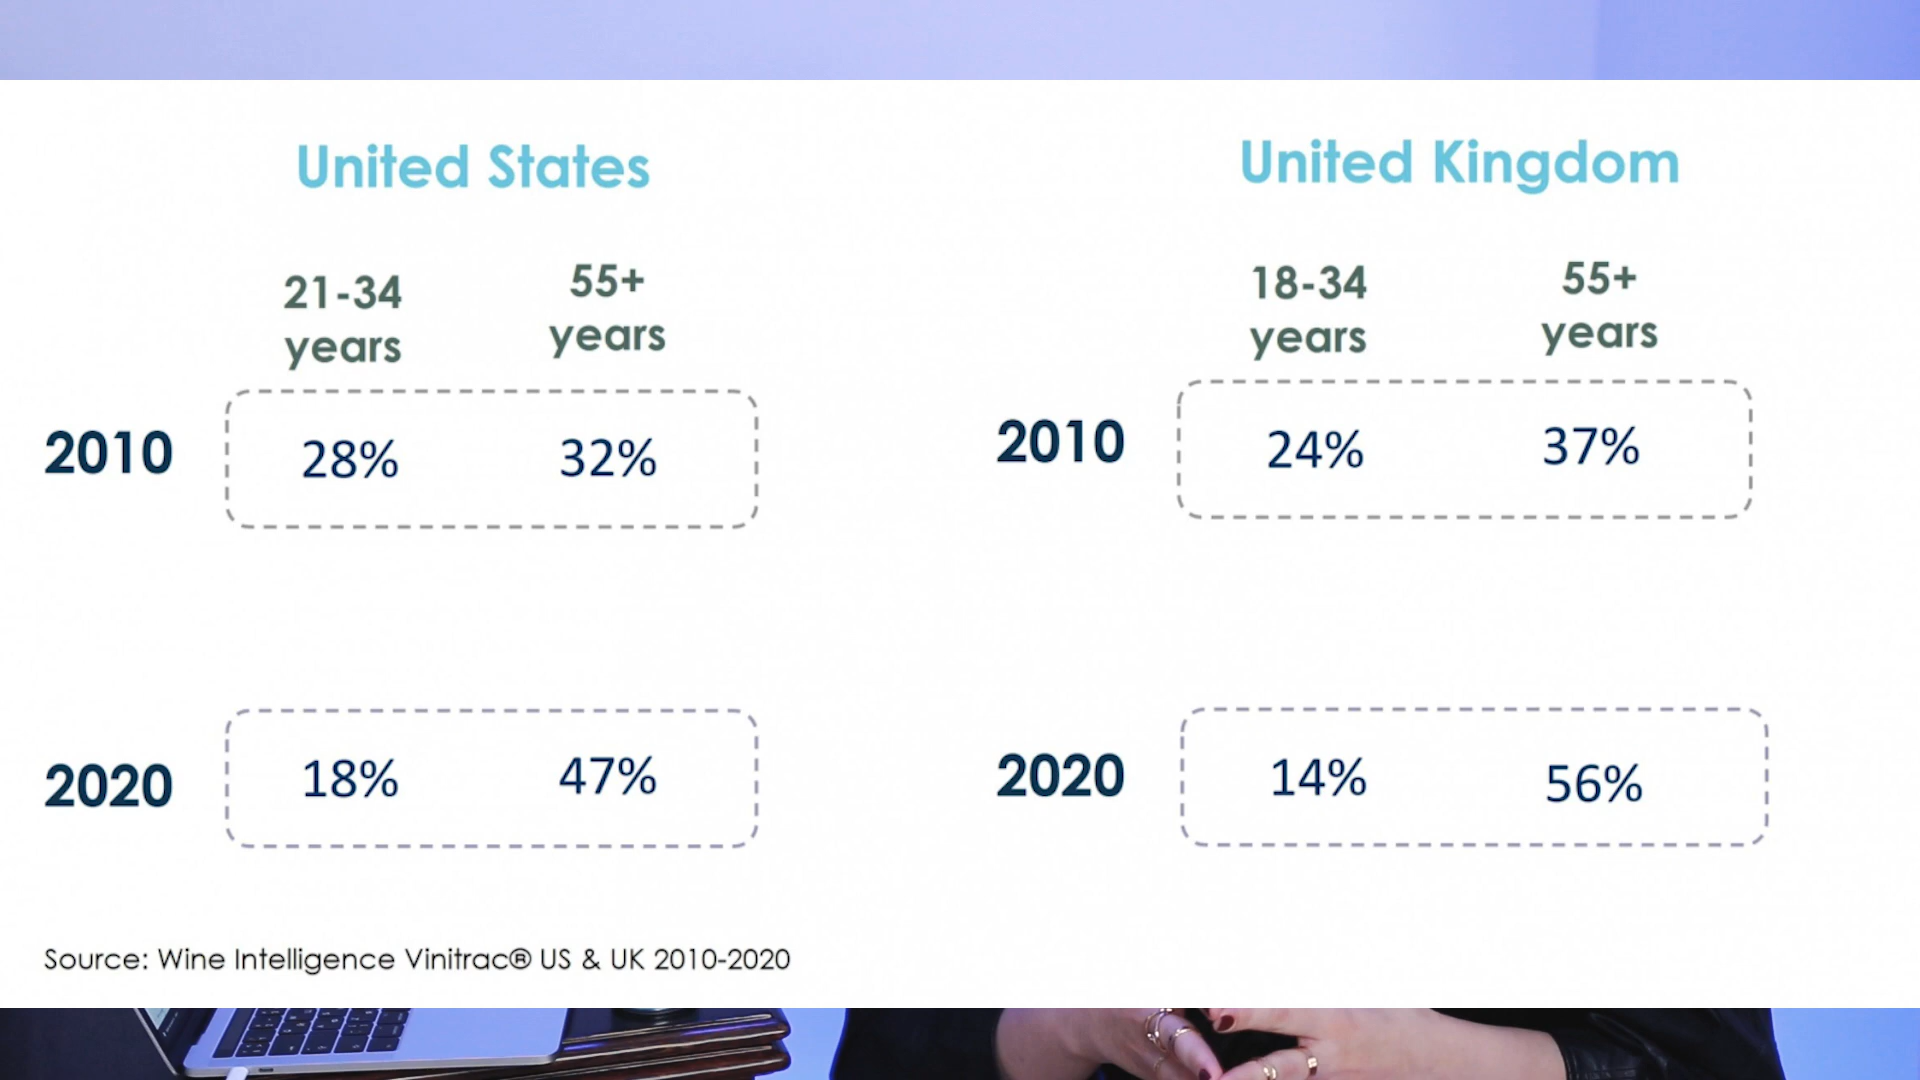 United States
21-34
years
55+
years
2010
28%
32%
2020
18%
47%
United Kingdom
18-34
years
55+
years
2010
24%
37%
2020
14%
56%
Source: Wine Intelligence Vinitrac® US & UK 2010-2020